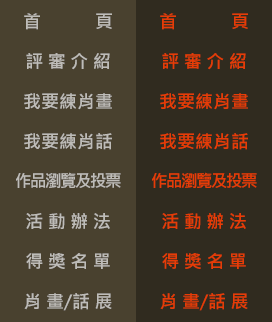 首頁 首頁
評審介紹 評審介紹
我要練肖畫 我要練肖畫
我要練肖話 我要練肖話
作品瀏覽及投票 作品瀏覽及投票
活動辦法 活動辦法
得獎名單 得獎名單
肖畫/話展 肖畫/話展